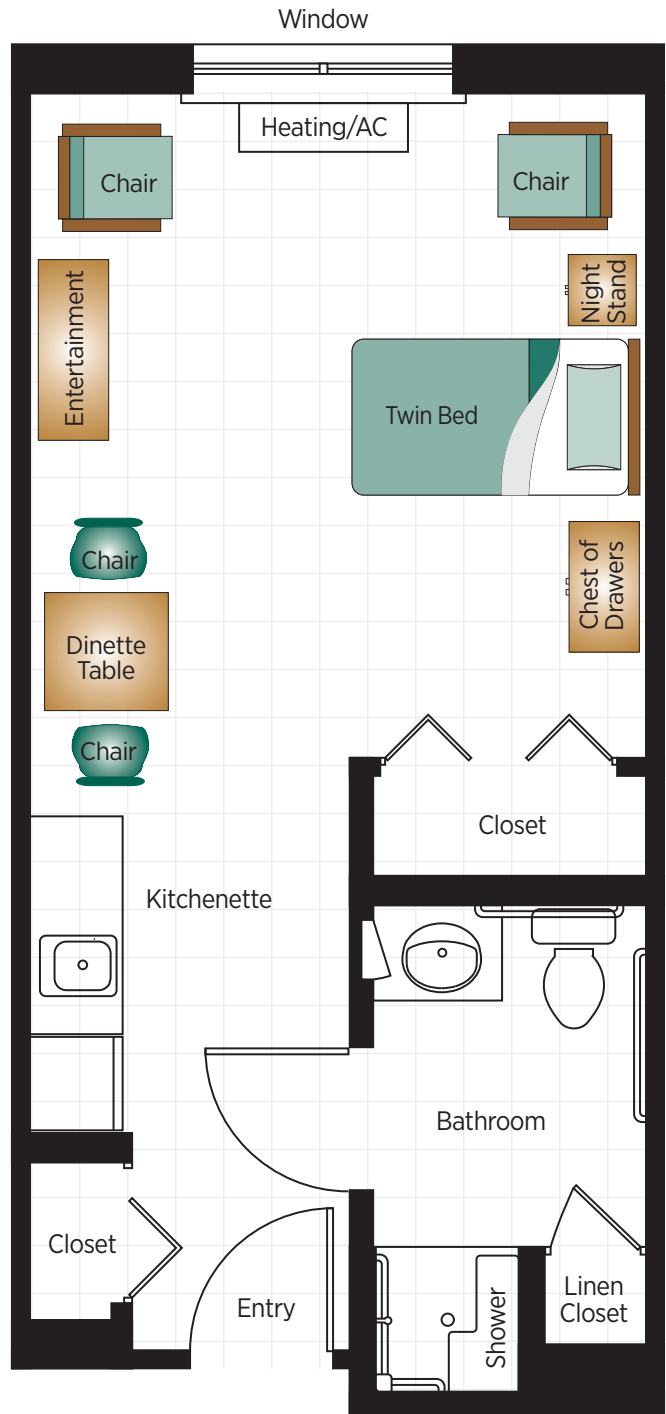 Window
Heating/AC
Chair
Chair
Night
Stand
Entertainment
Twin Bed
Chair
Chest of
Drawers
Dinette
Table
Chair
Closet
Kitchenette
Bathroom
Closet
Entry
Shower
Linen
Closet